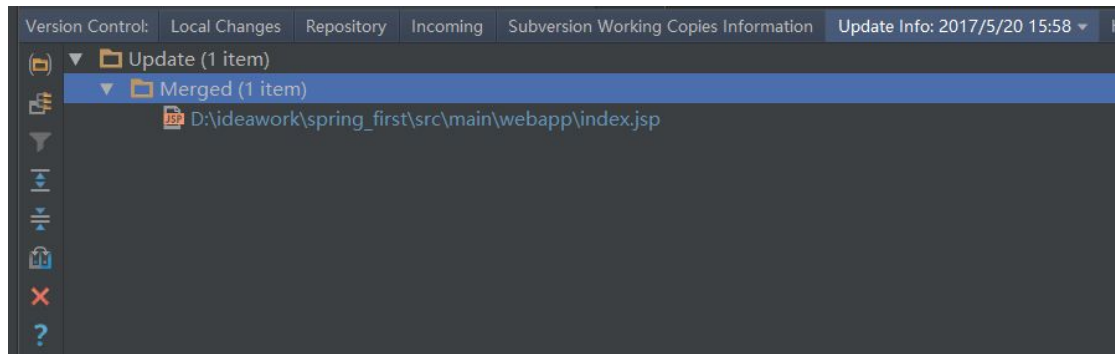 Version Control: Local Changes Repository Incoming Subversion Working Copies Information Update Info: 2017/5/20 15:58
Update (1 item)
Merged (1 item)
JSP D:\ideawork\spring_first\src\main\webapp\index.jsp
?